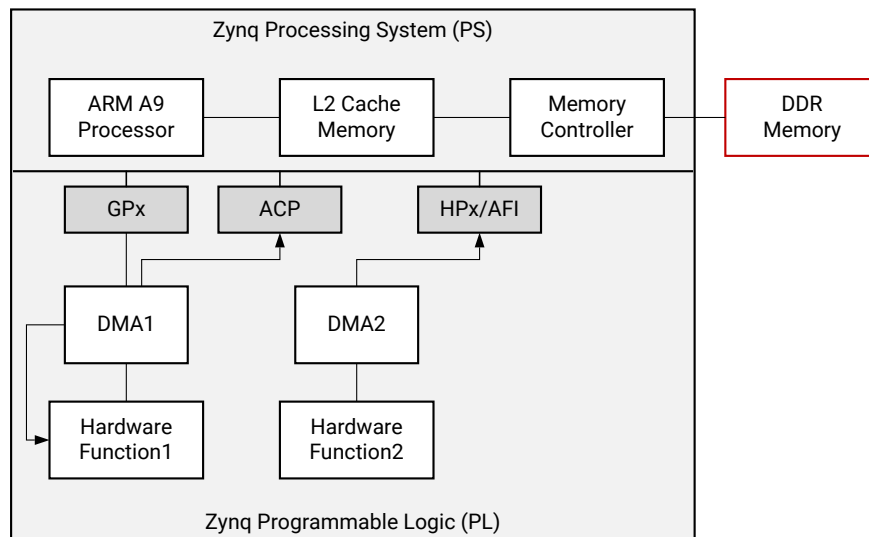 Zynq Processing System (PS)
ARM A9
Processor
L2 Cache
Memory
Memory
Controller
DDR
Memory
GPx
ACP
HPx/AFI
DMA1
DMA2
Hardware
Function1
Hardware
Function2
Zynq Programmable Logic (PL)